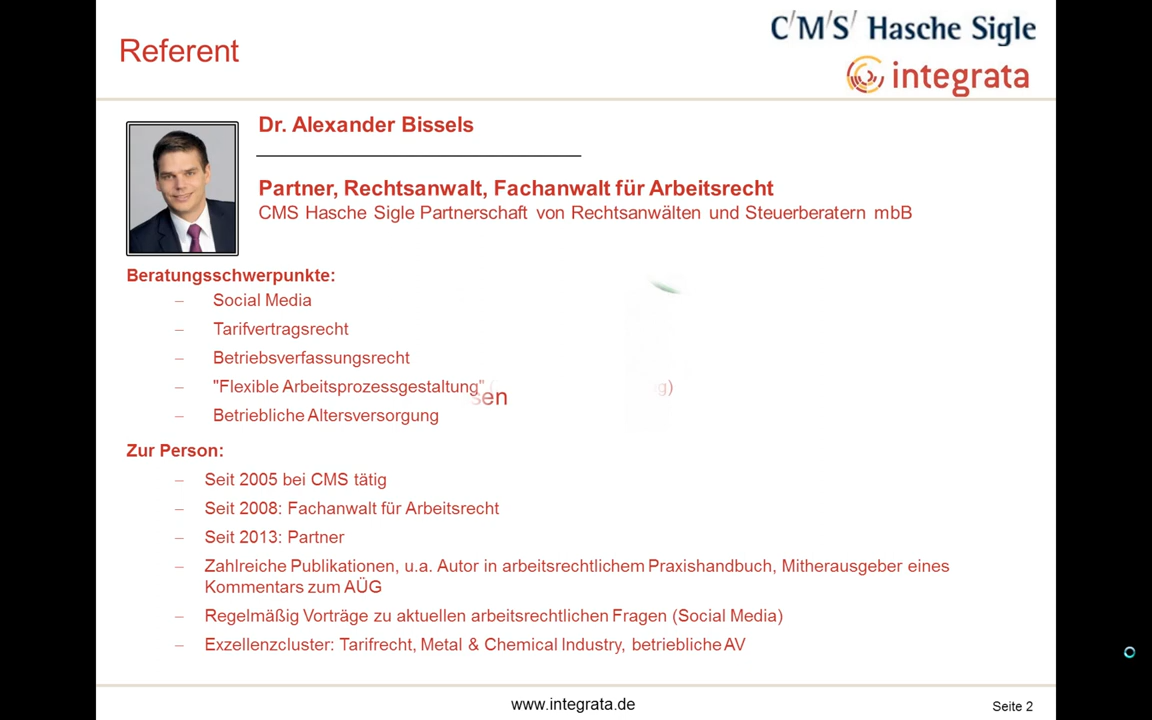 Referent
C/M/S/ Hasche Sigle
integrata
Dr. Alexander Bissels
Partner, Rechtsanwalt, Fachanwalt für Arbeitsrecht
CMS Hasche Sigle Partnerschaft von Rechtsanwälten und Steuerberatern mbB
Beratungsschwerpunkte:
– Social Media
– Tarifvertragsrecht
– Betriebsverfassungsrecht
– "Flexible Arbeitsprozessgestaltung" ( g)
en
– Betriebliche Altersversorgung
Zur Person:
– Seit 2005 bei CMS tätig
– Seit 2008: Fachanwalt für Arbeitsrecht
– Seit 2013: Partner
– Zahlreiche Publikationen, u.a. Autor in arbeitsrechtlichem Praxishandbuch, Mitherausgeber eines
Kommentars zum AÜG
– Regelmäßig Vorträge zu aktuellen arbeitsrechtlichen Fragen (Social Media)
– Exzellenzcluster: Tarifrecht, Metal & Chemical Industry, betriebliche AV
www.integrata.de
Seite 2